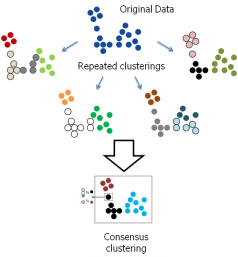 Original Data
Repeated clusterings
Consensus
clustering